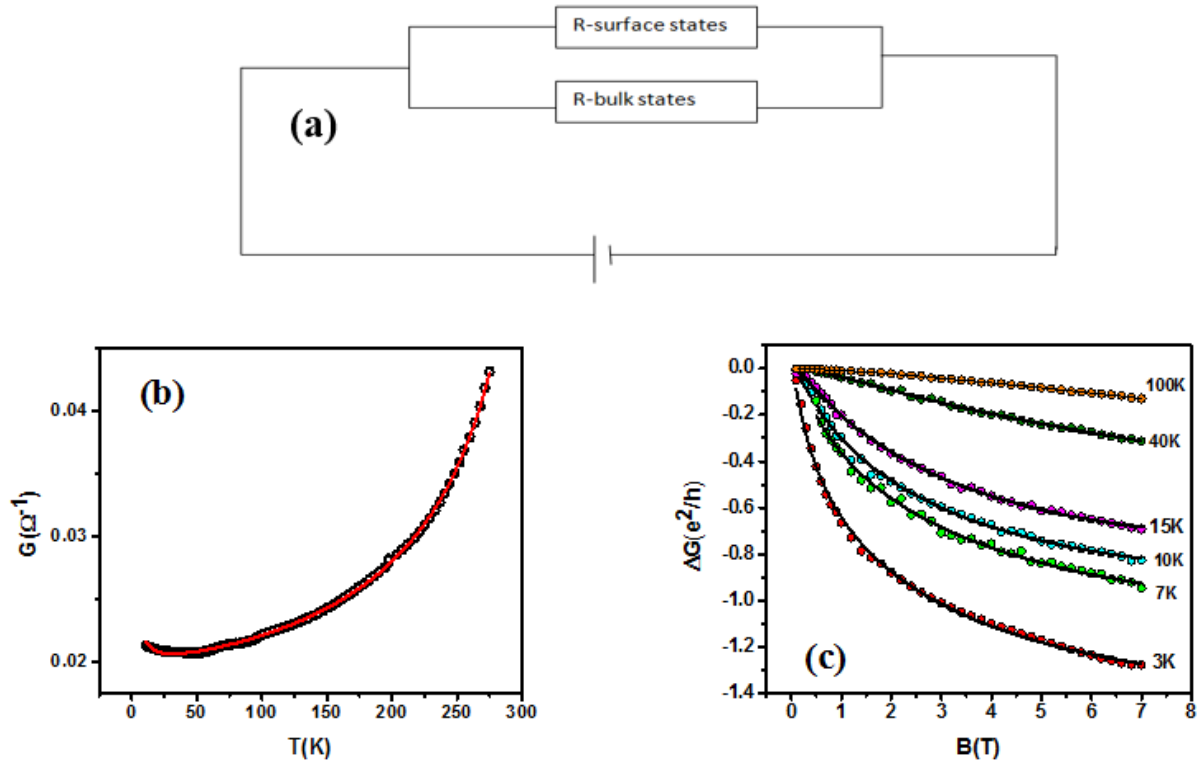 R-surface states
R-bulk states
(a)
(b)
0.04
0.03
0.02
G(Ω⁻¹)
0 50 100 150 200 250 300
T(K)
(c)
0.0
-0.2
-0.4
-0.6
-0.8
-1.0
-1.2
-1.4
ΔG(e²/h)
100K
40K
15K
10K
7K
3K
0 1 2 3 4 5 6 7 8
B(T)